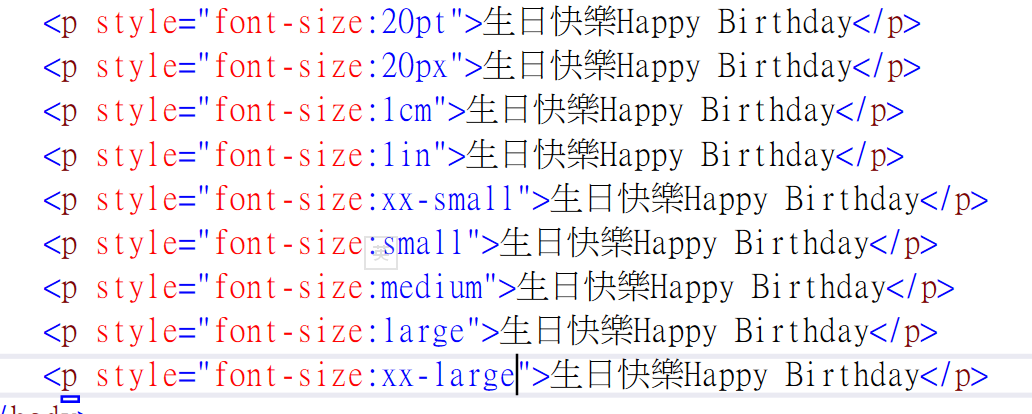 <p style="font-size:20pt">生日快樂Happy Birthday</p>
<p style="font-size:20px">生日快樂Happy Birthday</p>
<p style="font-size:1cm">生日快樂Happy Birthday</p>
<p style="font-size:1in">生日快樂Happy Birthday</p>
<p style="font-size:xx-small">生日快樂Happy Birthday</p>
<p style="font-size:small">生日快樂Happy Birthday</p>
英
<p style="font-size:medium">生日快樂Happy Birthday</p>
<p style="font-size:large">生日快樂Happy Birthday</p>
<p style="font-size:xx-large">生日快樂Happy Birthday</p>